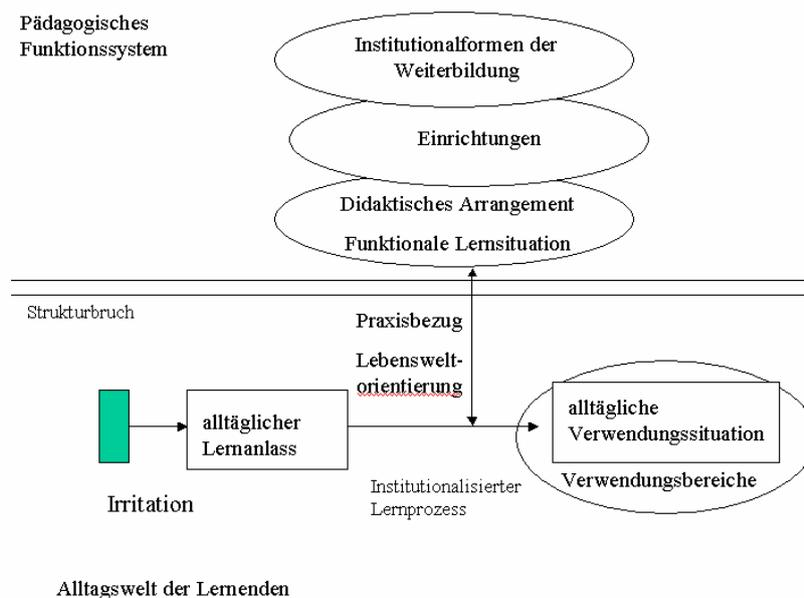 Pädagogisches
Funktionssystem
Institutionalformen der
Weiterbildung
Einrichtungen
Didaktisches Arrangement
Funktionale Lernsituation
Strukturbruch
Praxisbezug
Lebenswelt-
orientierung
alltäglicher
Lernanlass
alltägliche
Verwendungssituation
Verwendungsbereiche
Institutionalisierter
Lernprozess
Irritation
Alltagswelt der Lernenden